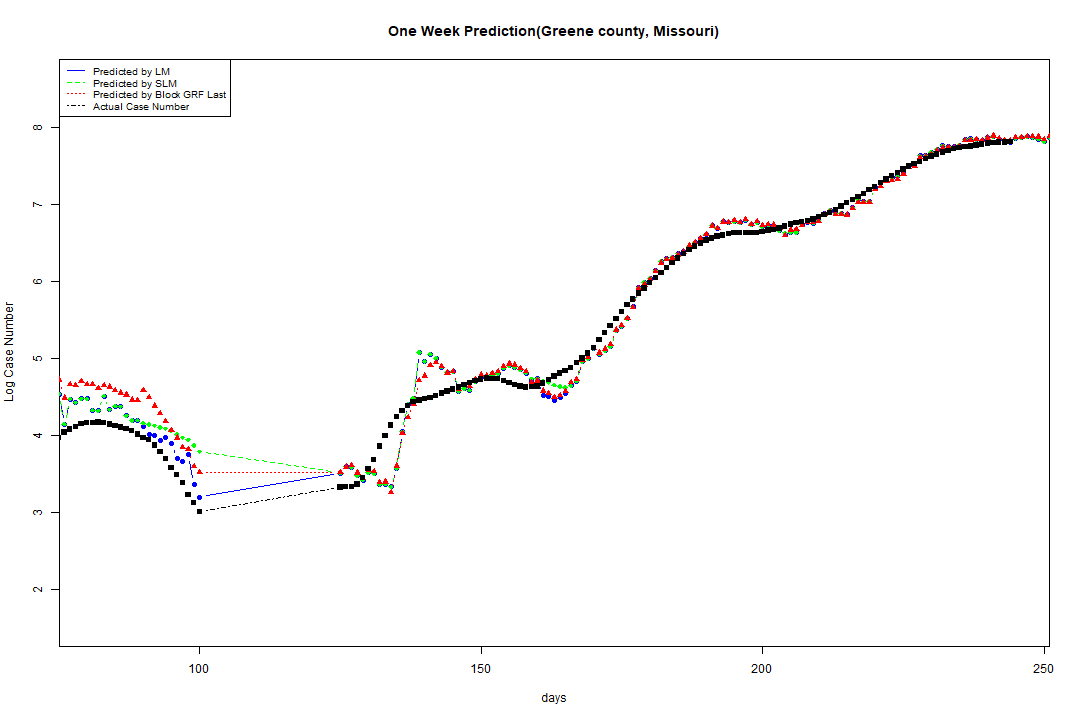 One Week Prediction(Greene county, Missouri)
Predicted by LM
Predicted by SLM
Predicted by Block GRF Last
Actual Case Number
8
7
6
5
4
3
2
Log Case Number
100 150 200 250
days